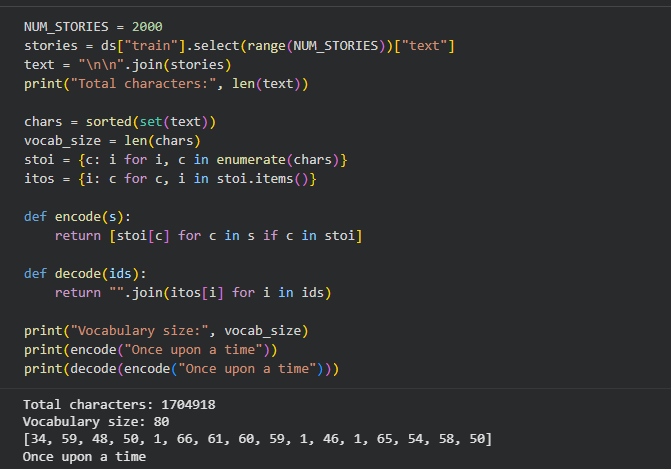 NUM_STORIES = 2000
stories = ds["train"].select(range(NUM_STORIES))["text"]
text = "\n\n".join(stories)
print("Total characters:", len(text))

chars = sorted(set(text))
vocab_size = len(chars)
stoi = {c: i for i, c in enumerate(chars)}
itos = {i: c for c, i in stoi.items()}

def encode(s):
    return [stoi[c] for c in s if c in stoi]

def decode(ids):
    return "".join(itos[i] for i in ids)

print("Vocabulary size:", vocab_size)
print(encode("Once upon a time"))
print(decode(encode("Once upon a time")))

Total characters: 1704918
Vocabulary size: 80
[34, 59, 48, 50, 1, 66, 61, 60, 59, 1, 46, 1, 65, 54, 58, 50]
Once upon a time